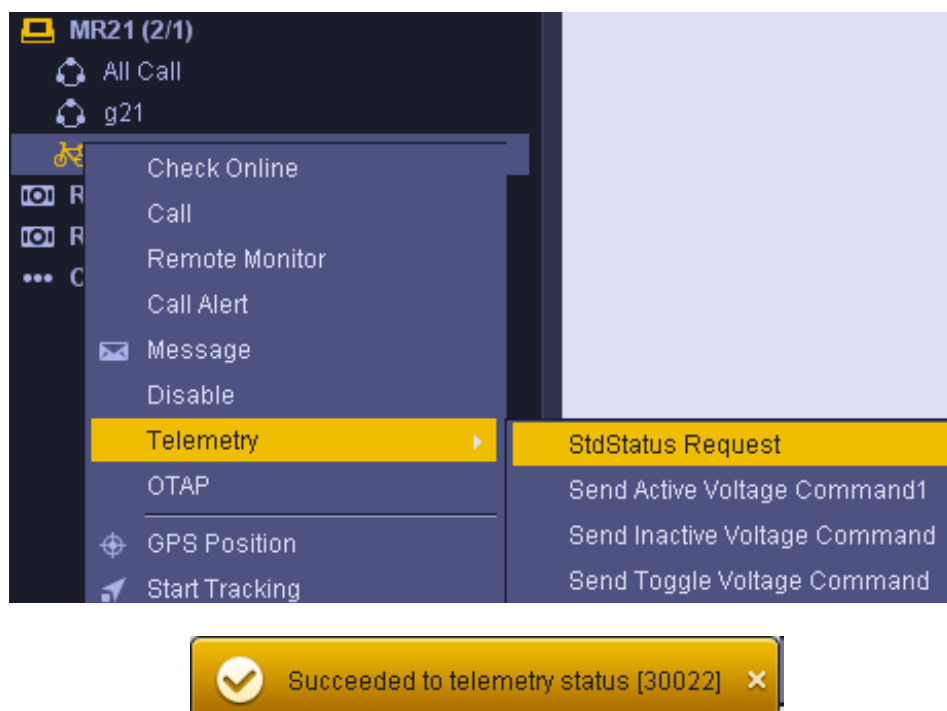 MR21 (2/1)
All Call
g21
Check Online
R
Call
R
Remote Monitor
C
Call Alert
Message
Disable
Telemetry
StdStatus Request
OTAP
Send Active Voltage Command1
GPS Position
Send Inactive Voltage Command
Start Tracking
Send Toggle Voltage Command
Succeeded to telemetry status [30022]